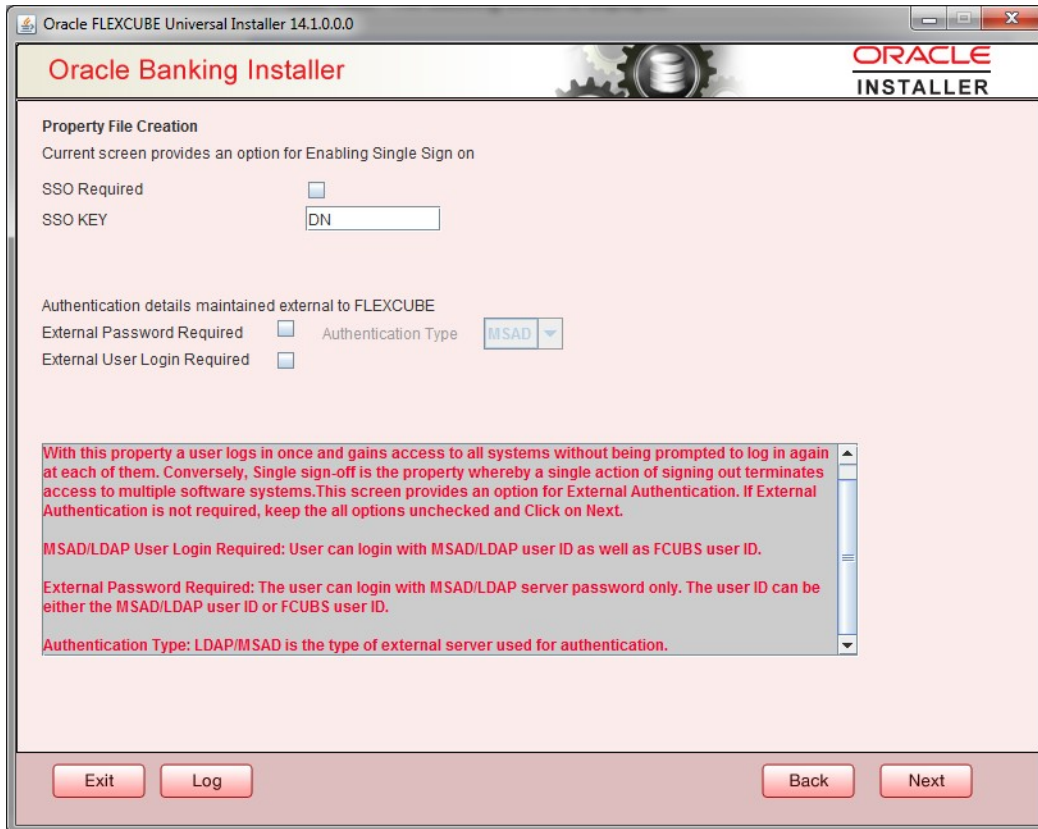 Oracle FLEXCUBE Universal Installer 14.1.0.0.0
Oracle Banking Installer
ORACLE
INSTALLER
Property File Creation
Current screen provides an option for Enabling Single Sign on
SSO Required
SSO KEY DN
Authentication details maintained external to FLEXCUBE
External Password Required Authentication Type MSAD
External User Login Required
With this property a user logs in once and gains access to all systems without being prompted to log in again
at each of them. Conversely, Single sign-off is the property whereby a single action of signing out terminates
access to multiple software systems.This screen provides an option for External Authentication. If External
Authentication is not required, keep the all options unchecked and Click on Next.
MSAD/LDAP User Login Required: User can login with MSAD/LDAP user ID as well as FCUBS user ID.
External Password Required: The user can login with MSAD/LDAP server password only. The user ID can be
either the MSAD/LDAP user ID or FCUBS user ID.
Authentication Type: LDAP/MSAD is the type of external server used for authentication.
Exit Log Back Next